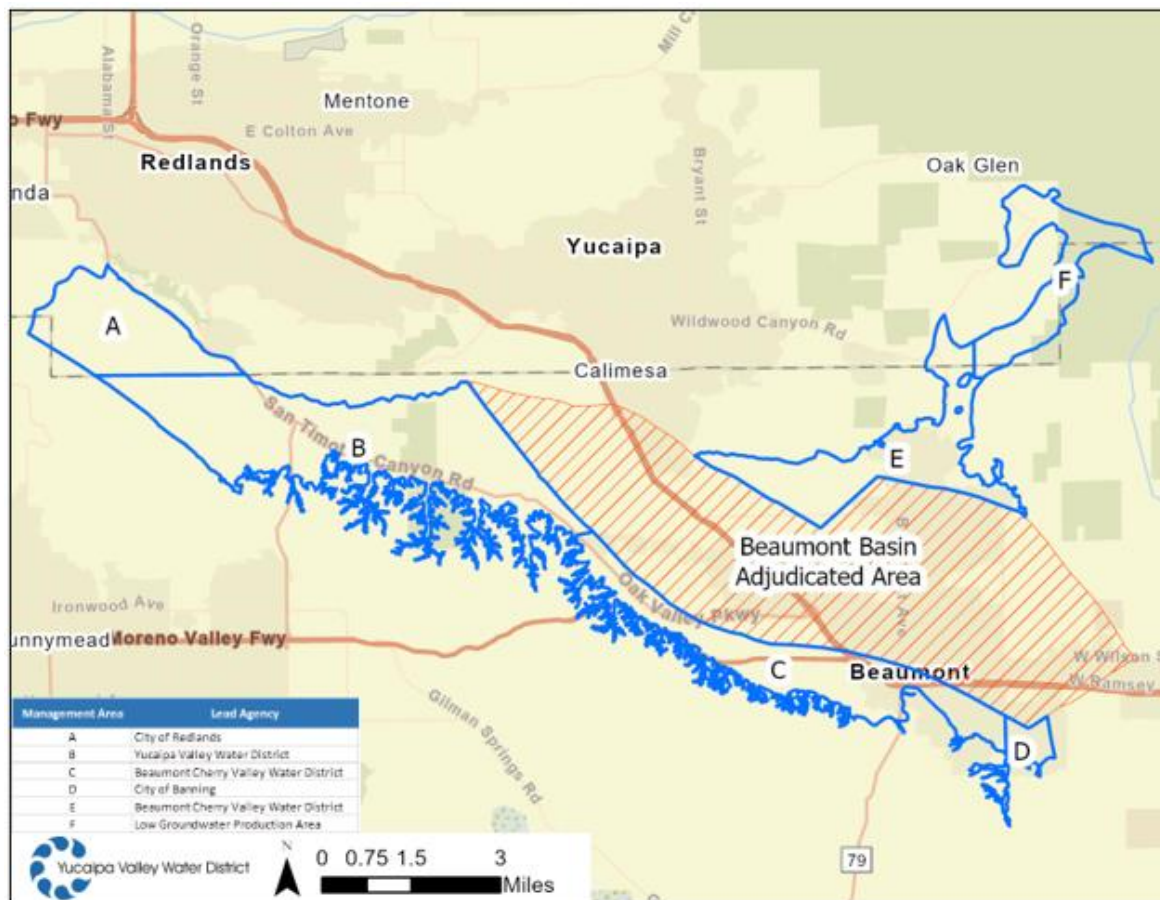 Orange St
Alabama St
Mill C
Mentone
o Fwy
E Colton Ave
Redlands
Oak Glen
nda
Bryant St
Yucaipa
F
A
Wildwood Canyon Rd
Calimesa
San Timot Canyon Rd
B
E
Beaumont Basin
Adjudicated Area
Ave
Ironwood Ave
Oak Valley Pkwy
unnymead
Moreno Valley Fwy
W Wilson S
C
Beaumont
W Ramsey
Gilman Springs Rd
D
Management Area Lead Agency
A City of Redlands
B Yucaipa Valley Water District
C Beaumont Cherry Valley Water District
D City of Banning
E Beaumont Cherry Valley Water District
F Low Groundwater Production Area
Yucaipa Valley Water District
N
0 0.75 1.5 3
Miles
79